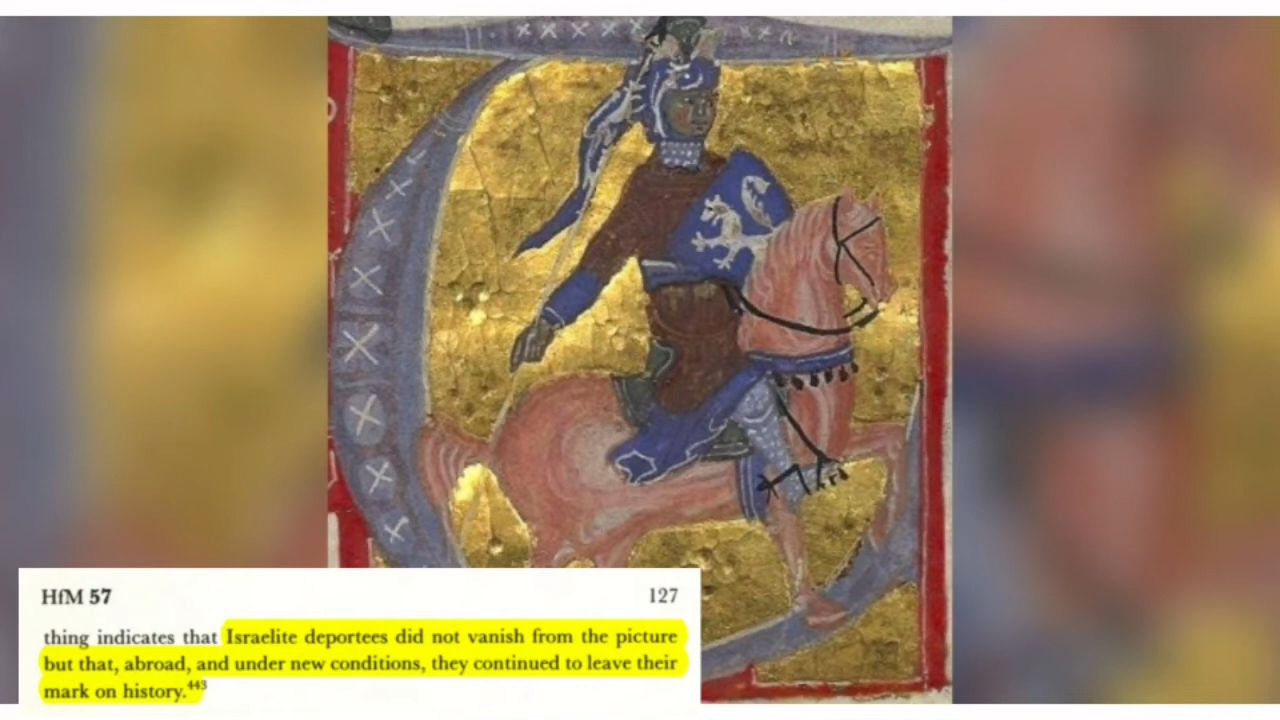 HfM 57 127
thing indicates that Israelite deportees did not vanish from the picture
but that, abroad, and under new conditions, they continued to leave their
mark on history.443